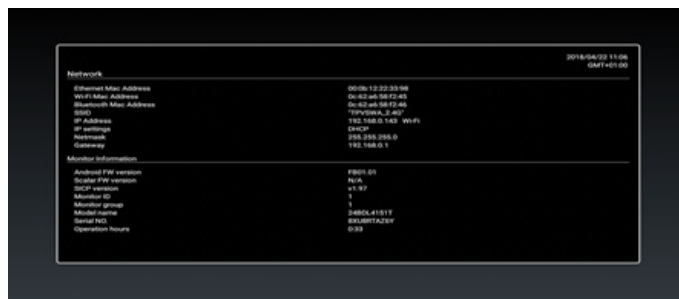 2018/04/22 11:06
GMT+01:00
Network
Ethernet Mac Address 00:0b:12:22:33:98
Wi-Fi Mac Address 0c:62:a6:58:f2:45
Bluetooth Mac Address 0c:62:a6:58:f2:46
SSID "TPVSWA_2.4G"
IP Address 192.168.0.143 Wi-Fi
IP settings DHCP
Netmask 255.255.255.0
Gateway 192.168.0.1
Monitor Information
Android FW version FB01.01
Scalar FW version N/A
SICP version v1.97
Monitor ID 1
Monitor group 1
Model name 24BDL4151T
Serial NO.
Operation hours 0:33